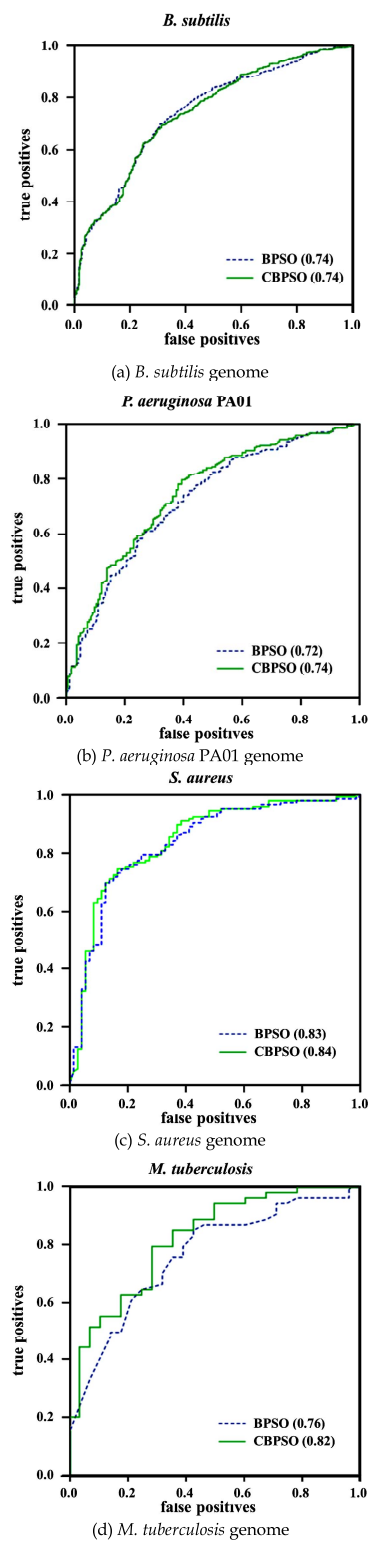 B. subtilis
1.0
0.8
0.6
0.4
0.2
0.0
true positives
BPSO (0.74)
CBPSO (0.74)
0.0 0.2 0.4 0.6 0.8 1.0
false positives
(a) B. subtilis genome
P. aeruginosa PA01
1.0
0.8
0.6
0.4
0.2
0.0
true positives
BPSO (0.72)
CBPSO (0.74)
0.0 0.2 0.4 0.6 0.8 1.0
false positives
(b) P. aeruginosa PA01 genome
S. aureus
1.0
0.8
0.6
0.4
0.2
0.0
true positives
BPSO (0.83)
CBPSO (0.84)
0.0 0.2 0.4 0.6 0.8 1.0
false positives
(c) S. aureus genome
M. tuberculosis
1.0
0.8
0.6
0.4
0.2
0.0
true positives
BPSO (0.76)
CBPSO (0.82)
0.0 0.2 0.4 0.6 0.8 1.0
false positives
(d) M. tuberculosis genome